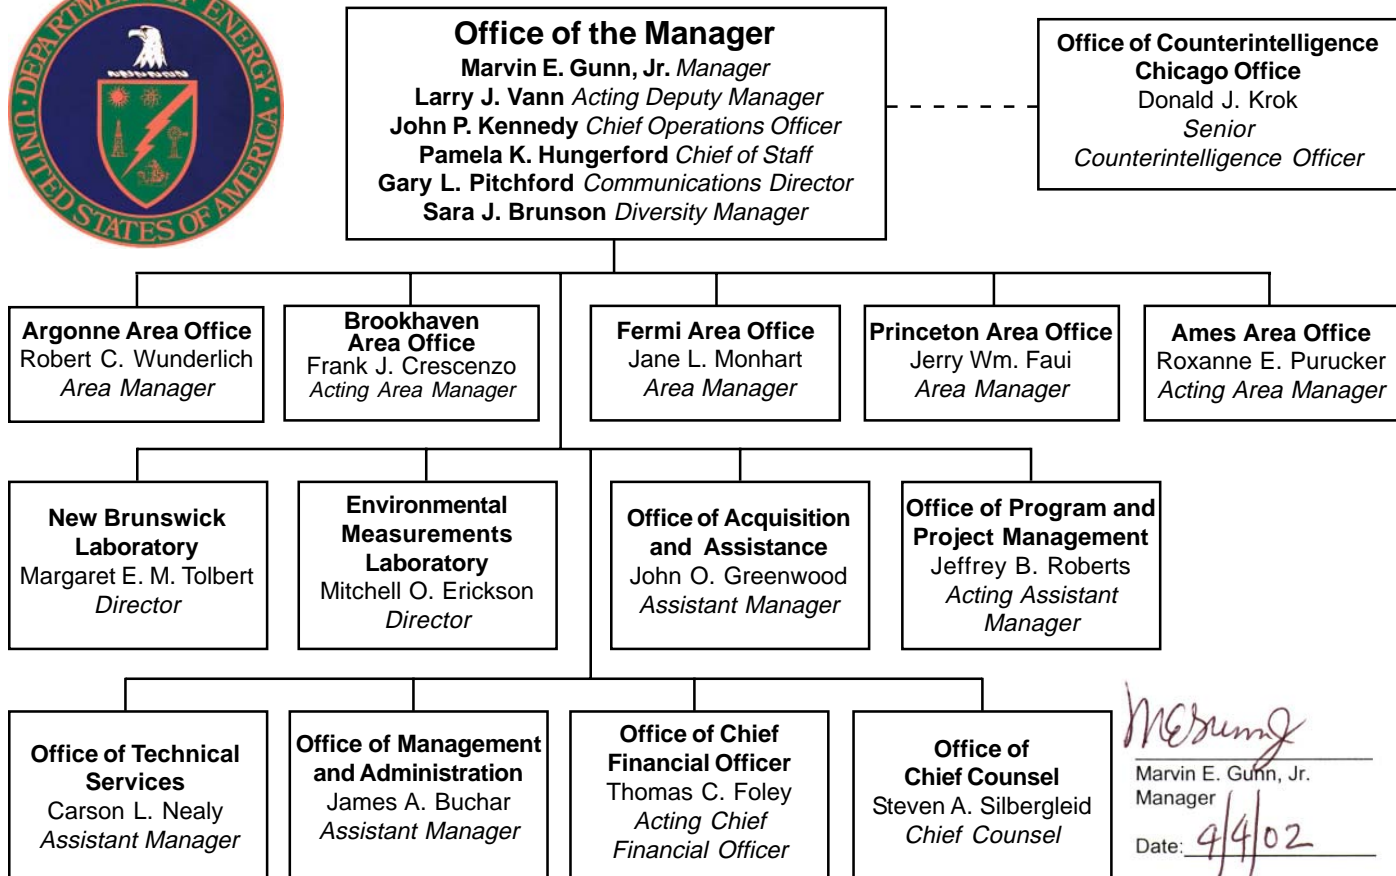 DEPARTMENT OF ENERGY
UNITED STATES OF AMERICA
Office of the Manager
Marvin E. Gunn, Jr. Manager
Larry J. Vann Acting Deputy Manager
John P. Kennedy Chief Operations Officer
Pamela K. Hungerford Chief of Staff
Gary L. Pitchford Communications Director
Sara J. Brunson Diversity Manager
Office of Counterintelligence
Chicago Office
Donald J. Krok
Senior
Counterintelligence Officer
Argonne Area Office
Robert C. Wunderlich
Area Manager
Brookhaven
Area Office
Frank J. Crescenzo
Acting Area Manager
Fermi Area Office
Jane L. Monhart
Area Manager
Princeton Area Office
Jerry Wm. Faui
Area Manager
Ames Area Office
Roxanne E. Purucker
Acting Area Manager
New Brunswick
Laboratory
Margaret E. M. Tolbert
Director
Environmental
Measurements
Laboratory
Mitchell O. Erickson
Director
Office of Acquisition
and Assistance
John O. Greenwood
Assistant Manager
Office of Program and
Project Management
Jeffrey B. Roberts
Acting Assistant
Manager
Office of Technical
Services
Carson L. Nealy
Assistant Manager
Office of Management
and Administration
James A. Buchar
Assistant Manager
Office of Chief
Financial Officer
Thomas C. Foley
Acting Chief
Financial Officer
Office of
Chief Counsel
Steven A. Silbergleid
Chief Counsel
Marvin E. Gunn, Jr.
Manager
Date: 9/4/02